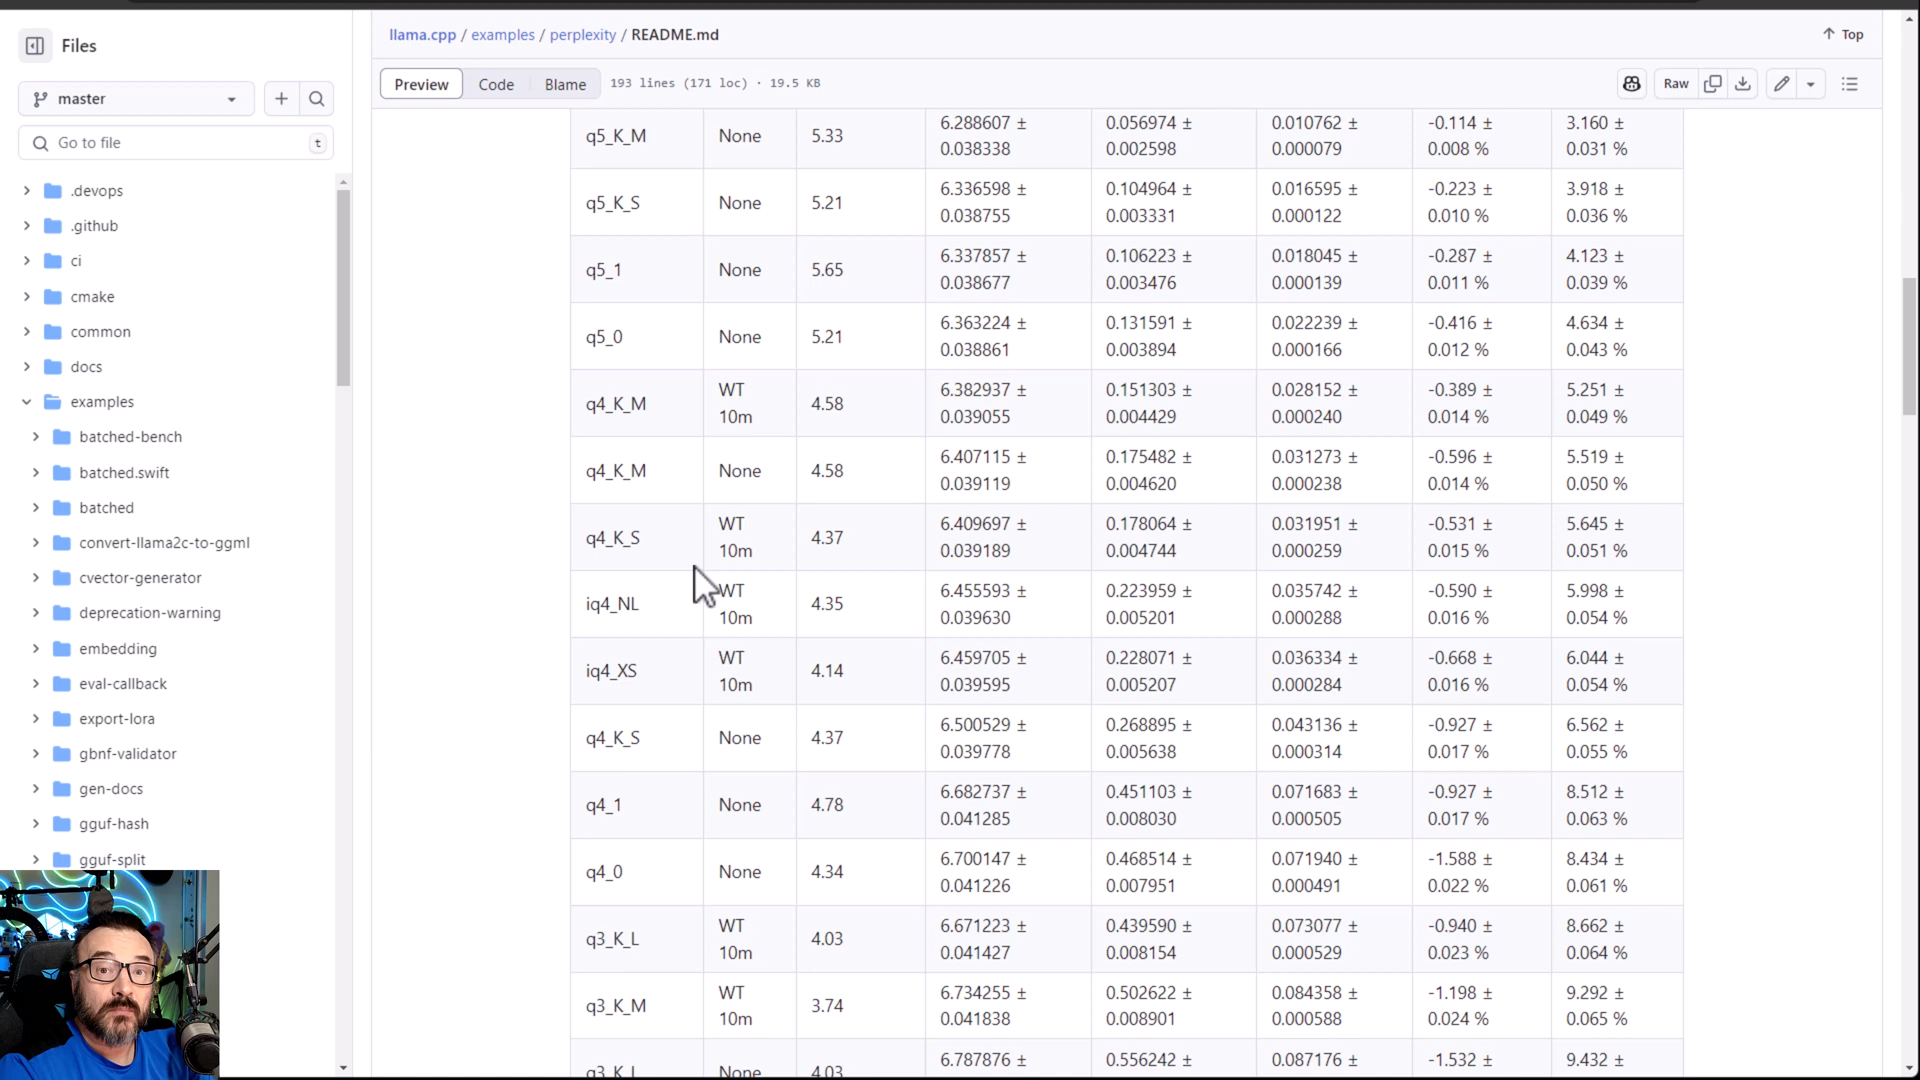 Files
master
Go to file
t
.devops
.github
ci
cmake
common
docs
examples
batched-bench
batched.swift
batched
convert-llama2c-to-ggml
cvector-generator
deprecation-warning
embedding
eval-callback
export-lora
gbnf-validator
gen-docs
gguf-hash
gguf-split
llama.cpp / examples / perplexity / README.md
Top
Preview
Code
Blame
193 lines (171 loc) · 19.5 KB
Raw
q5_K_M
None
5.33
6.288607 ±
0.038338
0.056974 ±
0.002598
0.010762 ±
0.000079
-0.114 ±
0.008 %
3.160 ±
0.031 %
q5_K_S
None
5.21
6.336598 ±
0.038755
0.104964 ±
0.003331
0.016595 ±
0.000122
-0.223 ±
0.010 %
3.918 ±
0.036 %
q5_1
None
5.65
6.337857 ±
0.038677
0.106223 ±
0.003476
0.018045 ±
0.000139
-0.287 ±
0.011 %
4.123 ±
0.039 %
q5_0
None
5.21
6.363224 ±
0.038861
0.131591 ±
0.003894
0.022239 ±
0.000166
-0.416 ±
0.012 %
4.634 ±
0.043 %
q4_K_M
WT
10m
4.58
6.382937 ±
0.039055
0.151303 ±
0.004429
0.028152 ±
0.000240
-0.389 ±
0.014 %
5.251 ±
0.049 %
q4_K_M
None
4.58
6.407115 ±
0.039119
0.175482 ±
0.004620
0.031273 ±
0.000238
-0.596 ±
0.014 %
5.519 ±
0.050 %
q4_K_S
WT
10m
4.37
6.409697 ±
0.039189
0.178064 ±
0.004744
0.031951 ±
0.000259
-0.531 ±
0.015 %
5.645 ±
0.051 %
iq4_NL
WT
10m
4.35
6.455593 ±
0.039630
0.223959 ±
0.005201
0.035742 ±
0.000288
-0.590 ±
0.016 %
5.998 ±
0.054 %
iq4_XS
WT
10m
4.14
6.459705 ±
0.039595
0.228071 ±
0.005207
0.036334 ±
0.000284
-0.668 ±
0.016 %
6.044 ±
0.054 %
q4_K_S
None
4.37
6.500529 ±
0.039778
0.268895 ±
0.005638
0.043136 ±
0.000314
-0.927 ±
0.017 %
6.562 ±
0.055 %
q4_1
None
4.78
6.682737 ±
0.041285
0.451103 ±
0.008030
0.071683 ±
0.000505
-0.927 ±
0.017 %
8.512 ±
0.063 %
q4_0
None
4.34
6.700147 ±
0.041226
0.468514 ±
0.007951
0.071940 ±
0.000491
-1.588 ±
0.022 %
8.434 ±
0.061 %
q3_K_L
WT
10m
4.03
6.671223 ±
0.041427
0.439590 ±
0.008154
0.073077 ±
0.000529
-0.940 ±
0.023 %
8.662 ±
0.064 %
q3_K_M
WT
10m
3.74
6.734255 ±
0.041838
0.502622 ±
0.008901
0.084358 ±
0.000588
-1.198 ±
0.024 %
9.292 ±
0.065 %
q3_K_L
None
4.03
6.787876 ±
0.556242 ±
0.087176 ±
-1.532 ±
9.432 ±